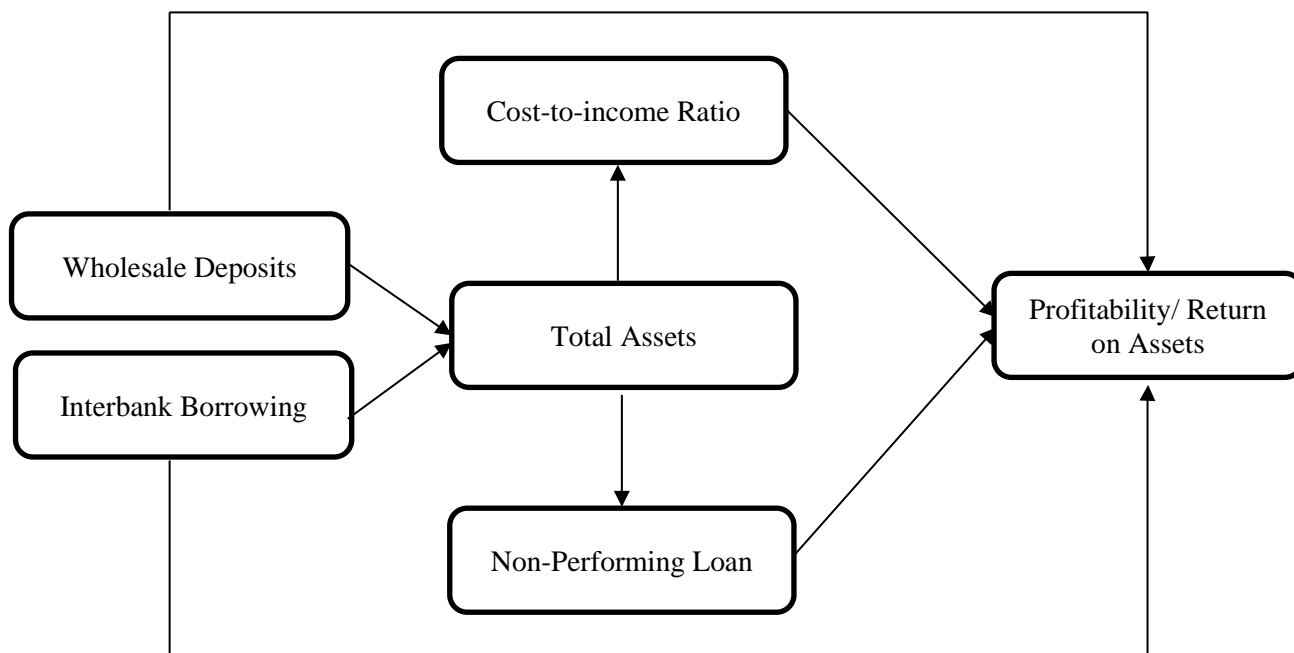 Cost-to-income Ratio
Wholesale Deposits
Total Assets
Interbank Borrowing
Profitability/ Return
on Assets
Non-Performing Loan